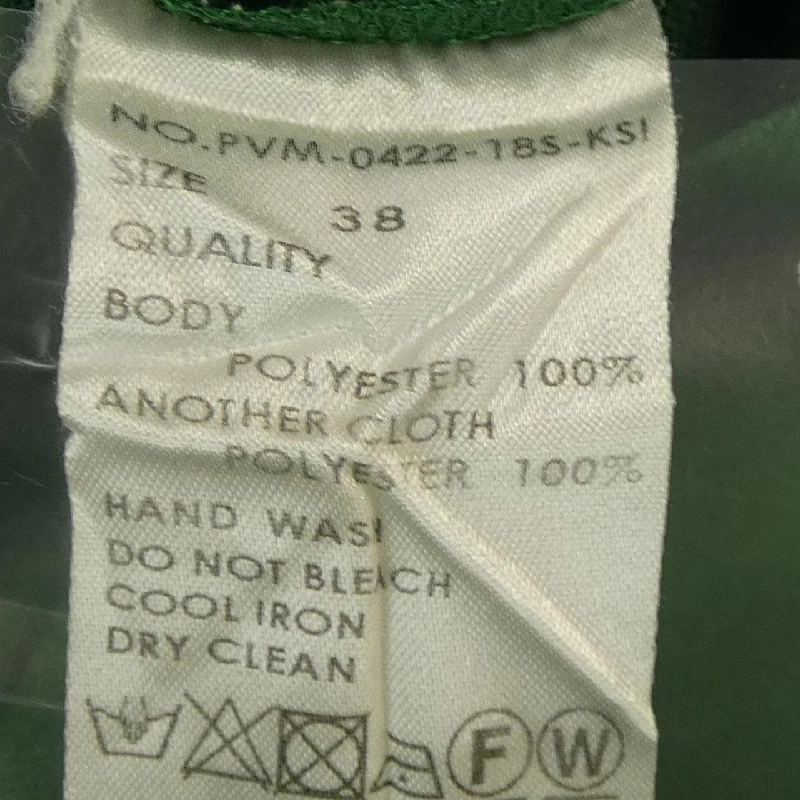 NO.PVM-0422-18S-KSI
SIZE
38
QUALITY
BODY
POLYESTER 100%
ANOTHER CLOTH
POLYESTER 100%
HAND WASH
DO NOT BLEACH
COOL IRON
DRY CLEAN
F W